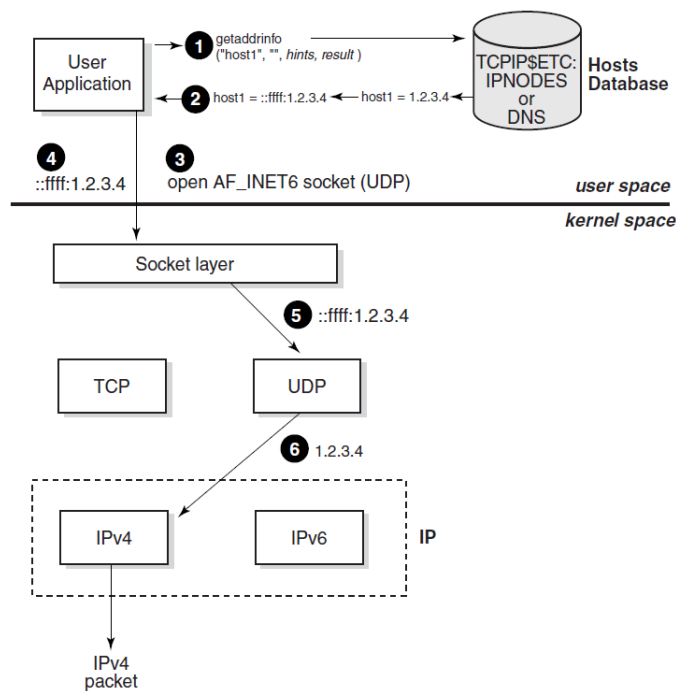 User
Application
1
getaddrinfo
("host1", "", hints, result )
TCPIP$ETC:
IPNODES
or
DNS
Hosts
Database
2
host1 = ::ffff:1.2.3.4
host1 = 1.2.3.4
4
::ffff:1.2.3.4
3
open AF_INET6 socket (UDP)
user space
kernel space
Socket layer
5
::ffff:1.2.3.4
TCP
UDP
6
1.2.3.4
IPv4
IPv6
IP
IPv4
packet